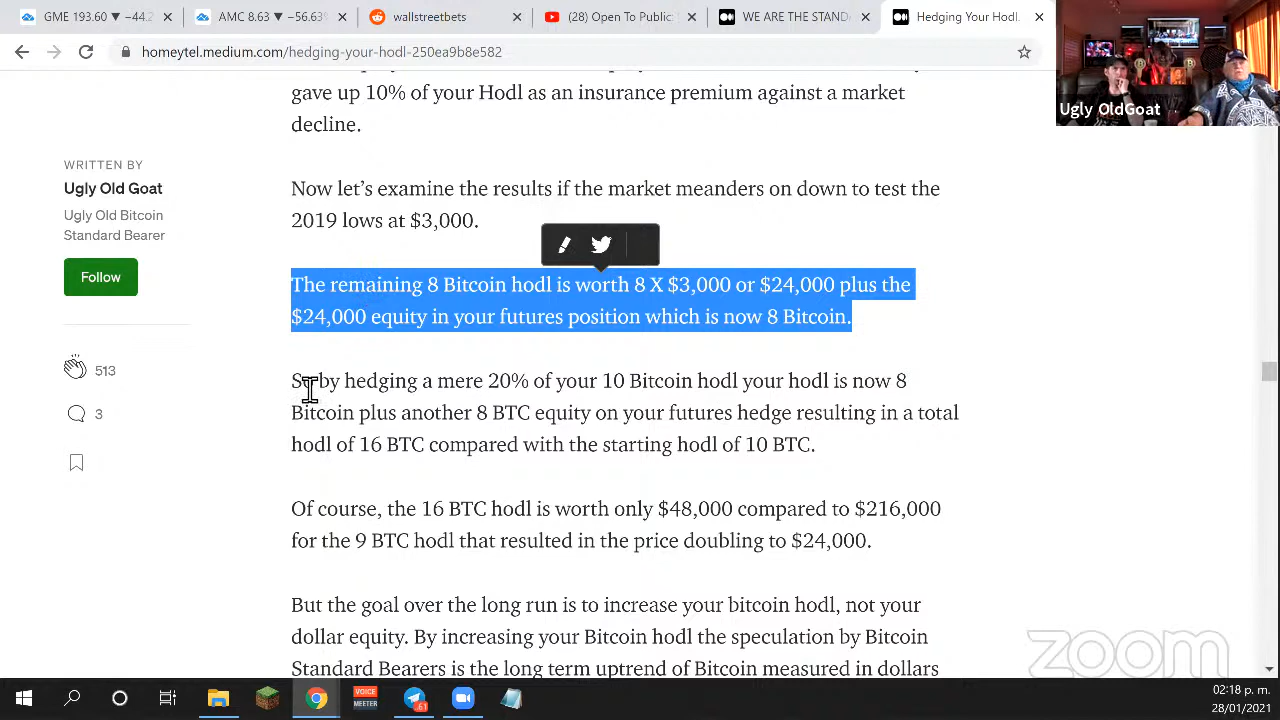 GME 193.60 ▼ −44.2
AMC 8.63 ▼ −56.63
wallstreetbets
(28) Open To Public
WE ARE THE STAND
Hedging Your Hodl.
homeytel.medium.com/hedging-your-hodl-
gave up 10% of your Hodl as an insurance premium against a market
decline.
WRITTEN BY
Ugly Old Goat
Ugly Old Bitcoin
Standard Bearer
Follow
513
3
Now let's examine the results if the market meanders on down to test the
2019 lows at $3,000.
The remaining 8 Bitcoin hodl is worth 8 X $3,000 or $24,000 plus the
$24,000 equity in your futures position which is now 8 Bitcoin.
by hedging a mere 20% of your 10 Bitcoin hodl your hodl is now 8
Bitcoin plus another 8 BTC equity on your futures hedge resulting in a total
hodl of 16 BTC compared with the starting hodl of 10 BTC.
Of course, the 16 BTC hodl is worth only $48,000 compared to $216,000
for the 9 BTC hodl that resulted in the price doubling to $24,000.
But the goal over the long run is to increase your bitcoin hodl, not your
dollar equity. By increasing your Bitcoin hodl the speculation by Bitcoin
Standard Bearers is the long term uptrend of Bitcoin measured in dollars
Ugly OldGoat
zoom
VOICE
MEETER
61
02:18 p. m.
28/01/2021